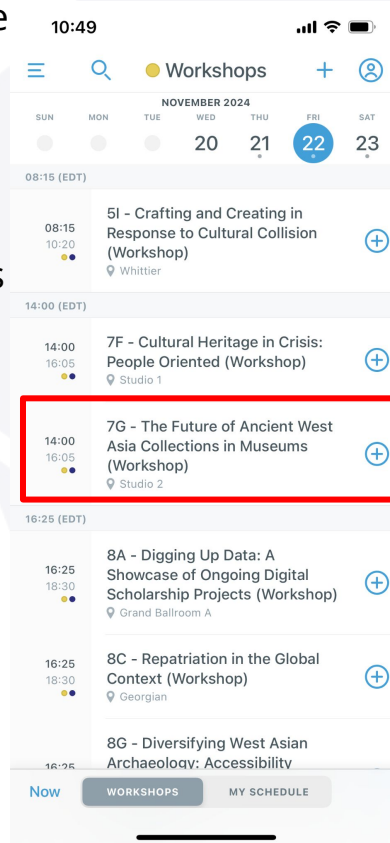 e
s
10:49
Workshops
NOVEMBER 2024
SUN MON TUE WED THU FRI SAT
20 21 22 23
08:15 (EDT)
08:15
10:20
5I - Crafting and Creating in
Response to Cultural Collision
(Workshop)
Whittier
14:00 (EDT)
14:00
16:05
7F - Cultural Heritage in Crisis:
People Oriented (Workshop)
Studio 1
14:00
16:05
7G - The Future of Ancient West
Asia Collections in Museums
(Workshop)
Studio 2
16:25 (EDT)
16:25
18:30
8A - Digging Up Data: A
Showcase of Ongoing Digital
Scholarship Projects (Workshop)
Grand Ballroom A
16:25
18:30
8C - Repatriation in the Global
Context (Workshop)
Georgian
16:25
8G - Diversifying West Asian
Archaeology: Accessibility
Now WORKSHOPS MY SCHEDULE